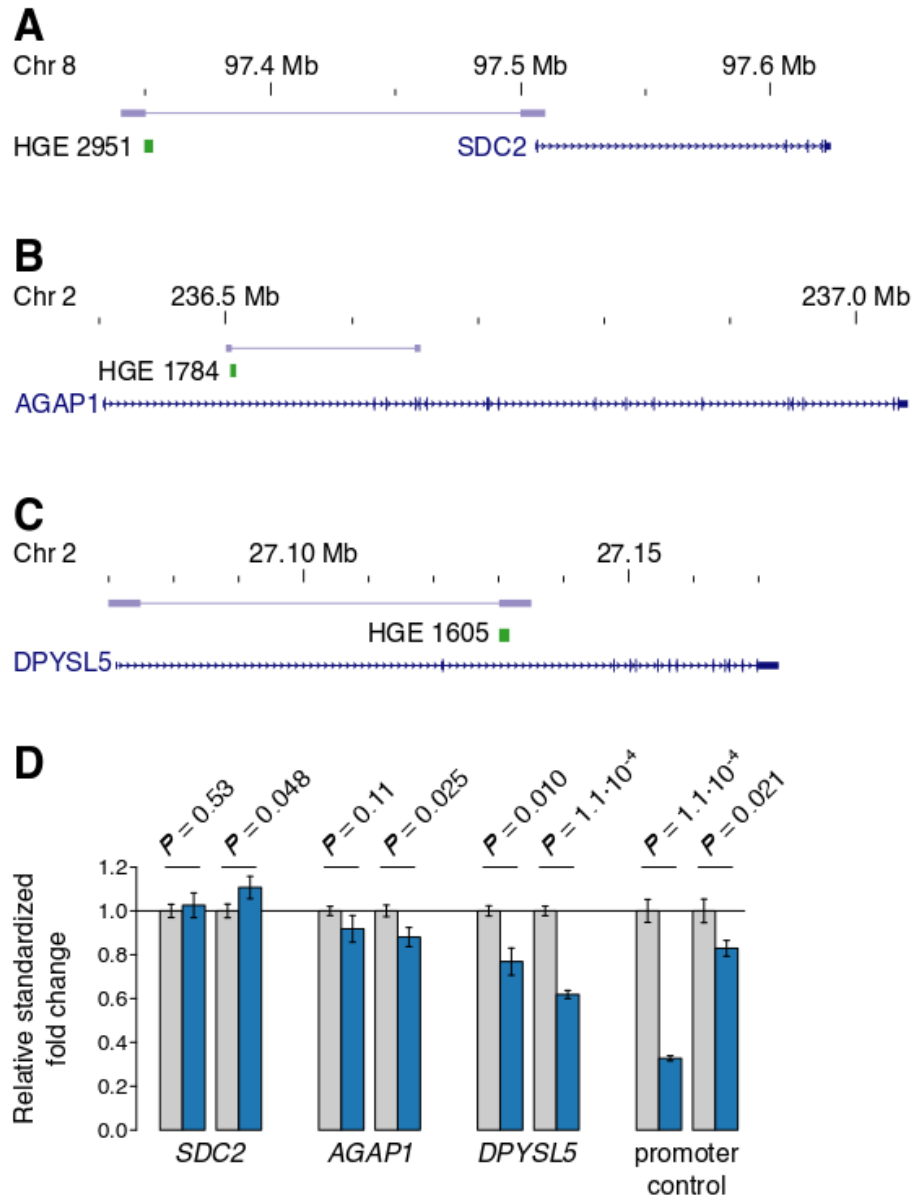 A
Chr 8 97.4 Mb 97.5 Mb 97.6 Mb
HGE 2951 SDC2
B
Chr 2 236.5 Mb 237.0 Mb
HGE 1784
AGAP1
C
Chr 2 27.10 Mb 27.15
HGE 1605
DPYSL5
D
P = 0.53
P = 0.048
P = 0.11
P = 0.025
P = 0.010
P = 1.1·10⁻⁴
P = 1.1·10⁻⁴
P = 0.021
Relative standardized
fold change
1.2
1.0
0.8
0.6
0.4
0.2
0.0
SDC2 AGAP1 DPYSL5 promoter
control